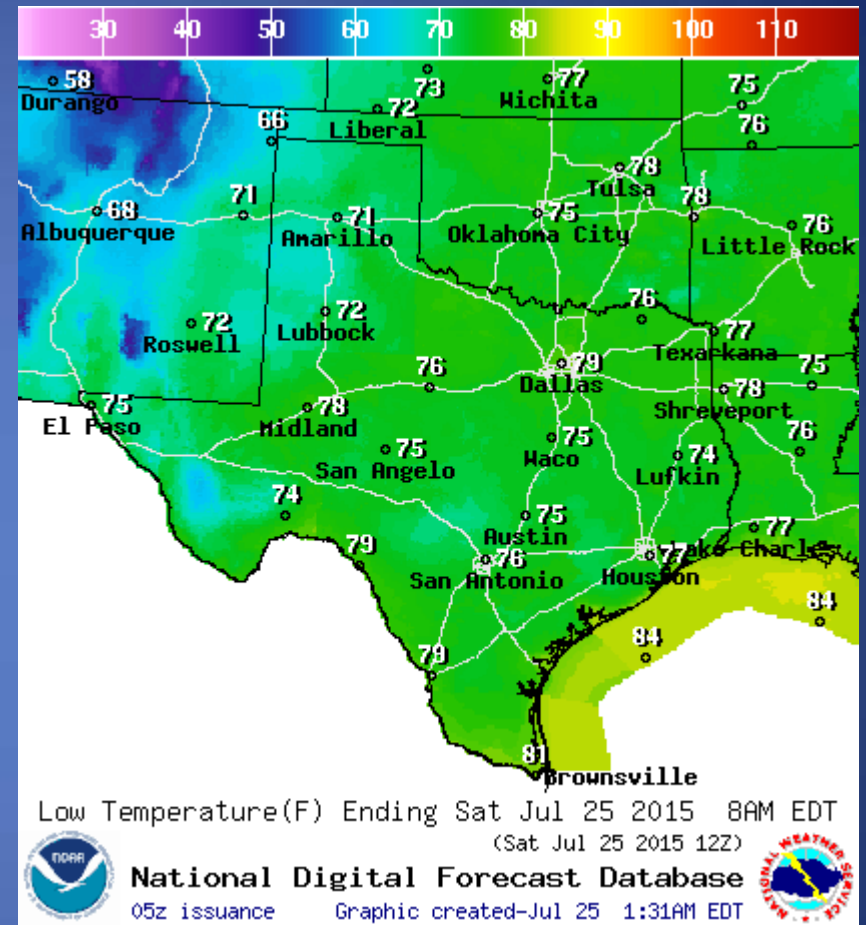 30 40 50 60 70 80 90 100 110
58 Durango
73
77 Wichita
75
72 Liberal
66
76
78 Tulsa
68 Albuquerque
71
71 Amarillo
75 Oklahoma City
78
76 Little Rock
72 Roswell
72 Lubbock
76
77 Texarkana
79 Dallas
76
75
75 El Paso
78 Midland
78 Shreveport
75 San Angelo
75 Waco
74 Lufkin
76
74
75 Austin
77 Lake Charles
79
76 San Antonio
77 Houston
84
84
79
81 Brownsville
Low Temperature(F) Ending Sat Jul 25 2015 8AM EDT
(Sat Jul 25 2015 12Z)
NOAA
National Digital Forecast Database
05z issuance Graphic created-Jul 25 1:31AM EDT
NATIONAL WEATHER SERVICE